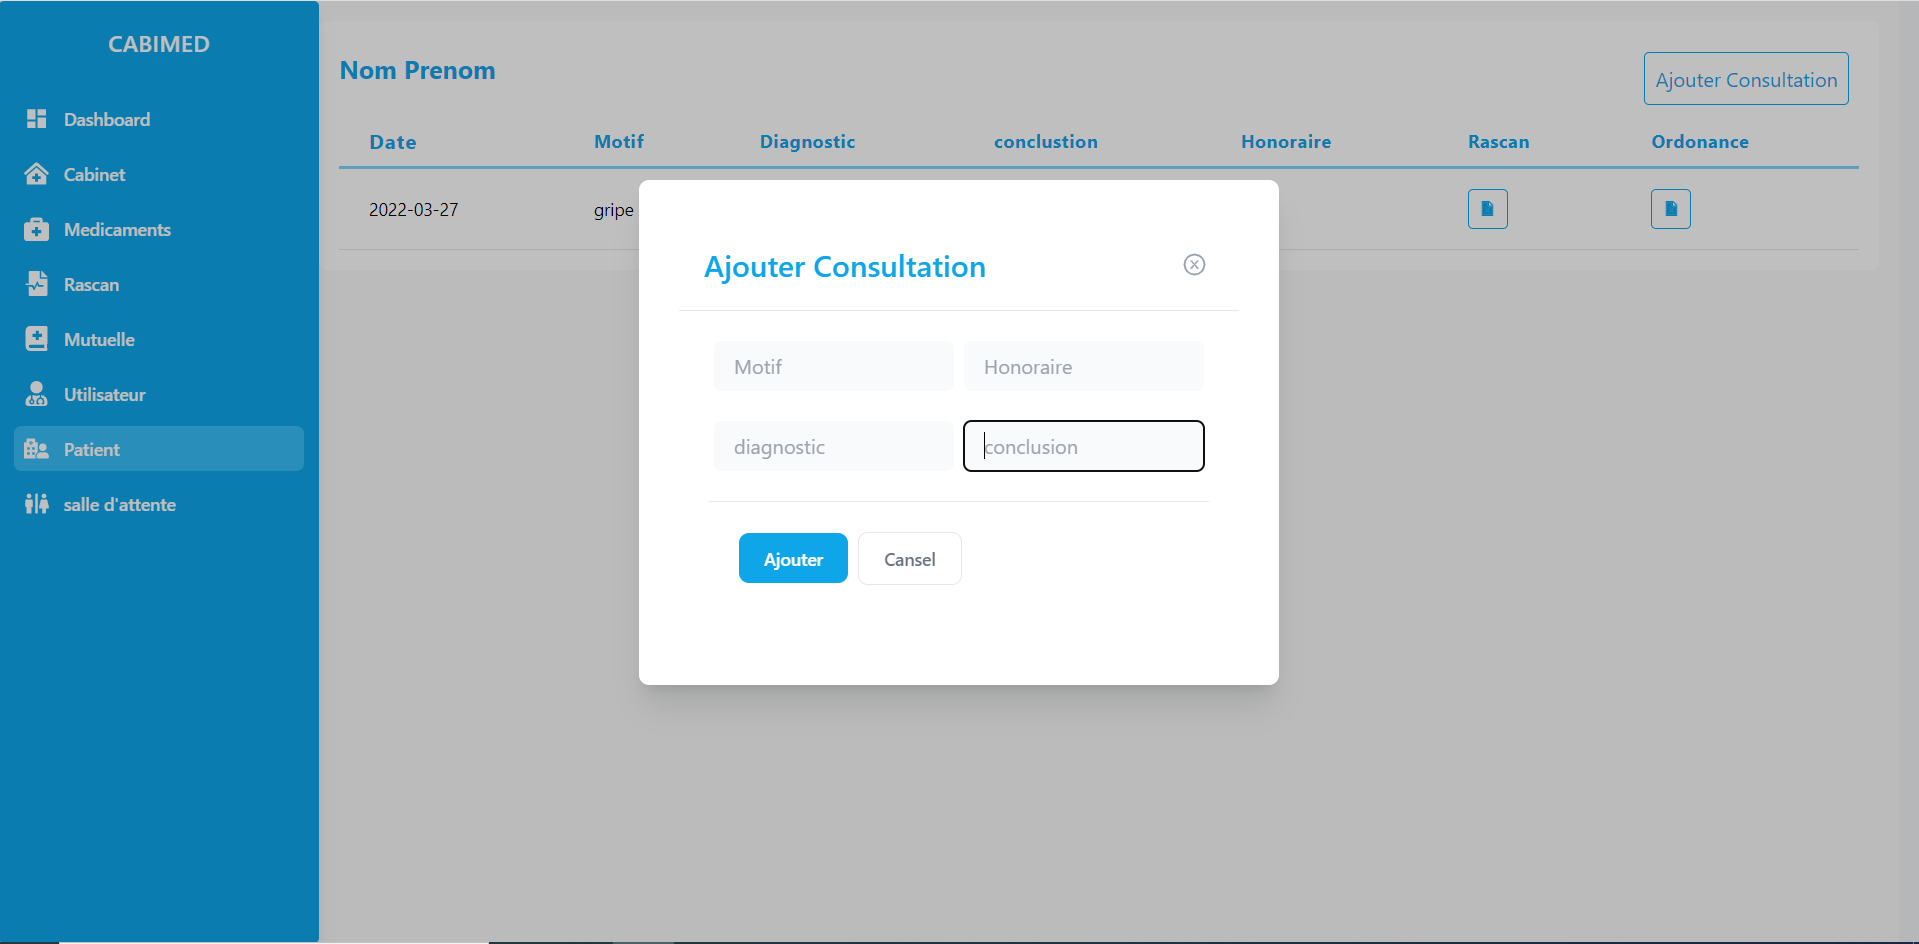 CABIMED
Dashboard
Cabinet
Medicaments
Rascan
Mutuelle
Utilisateur
Patient
salle d'attente
Nom Prenom
Ajouter Consultation
Date Motif Diagnostic conclustion Honoraire Rascan Ordonance
2022-03-27 gripe
Ajouter Consultation
Motif Honoraire
diagnostic conclusion
Ajouter Cansel